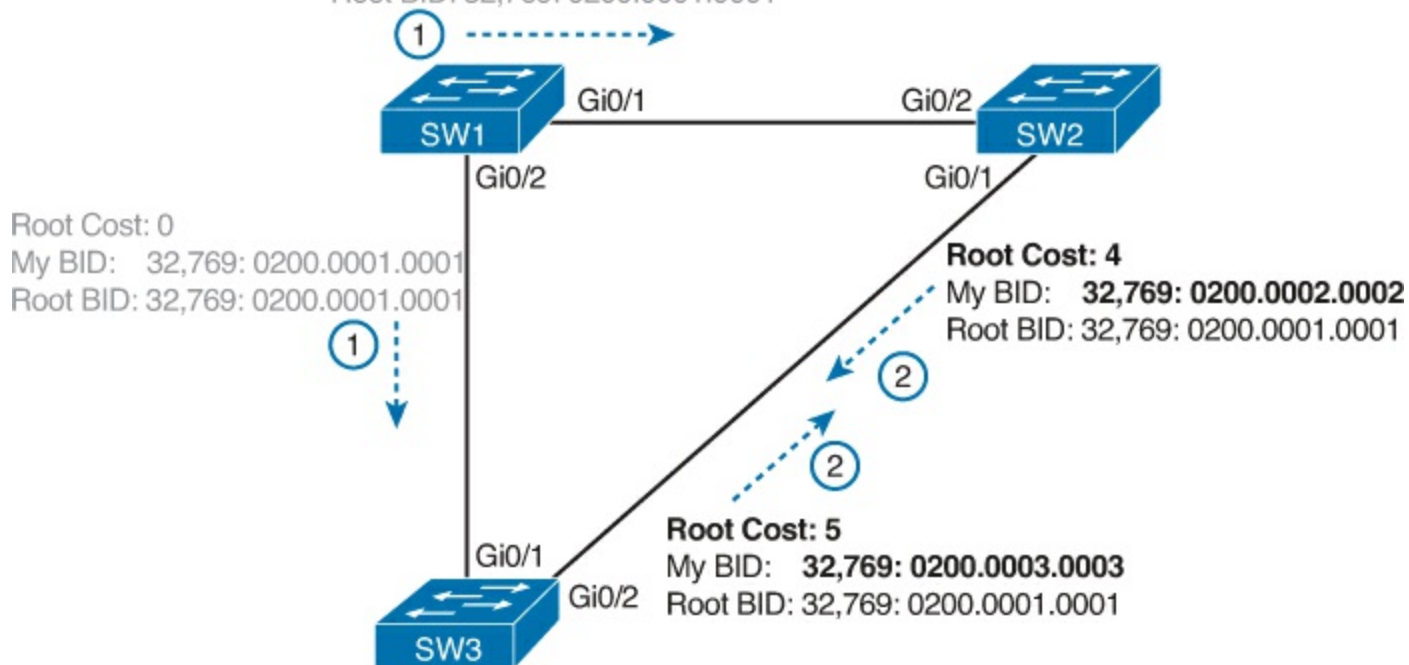 1
Gi0/1
Gi0/2
SW1
SW2
Gi0/2
Gi0/1
Root Cost: 0
My BID: 32,769: 0200.0001.0001
Root BID: 32,769: 0200.0001.0001
1
Root Cost: 4
My BID: 32,769: 0200.0002.0002
Root BID: 32,769: 0200.0001.0001
2
2
Root Cost: 5
My BID: 32,769: 0200.0003.0003
Root BID: 32,769: 0200.0001.0001
Gi0/1
Gi0/2
SW3